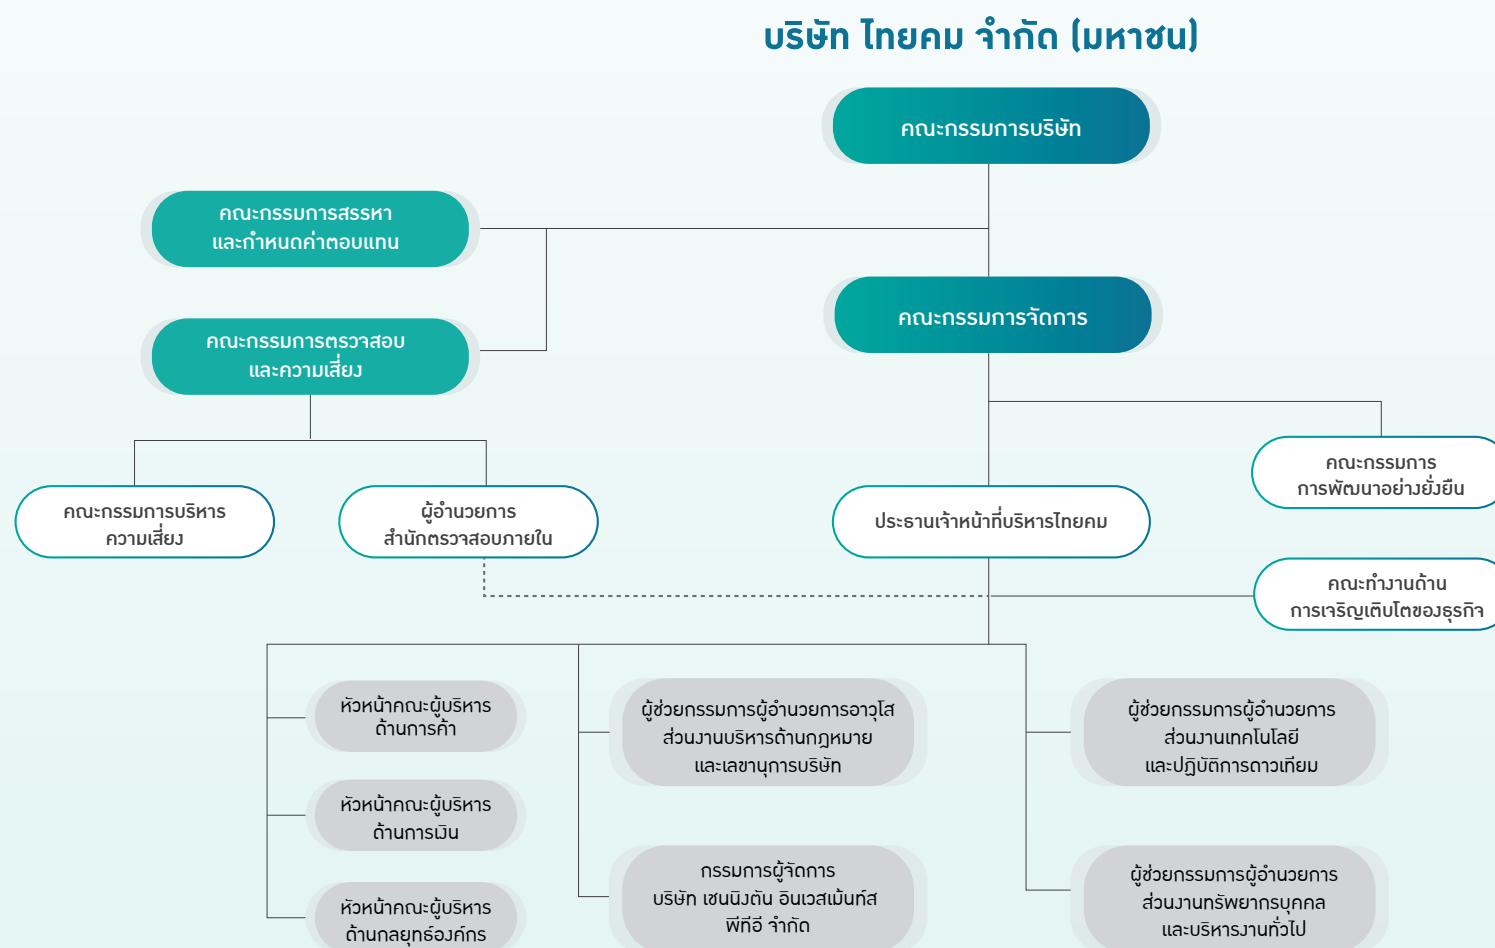 บริษัท ไทยคม จำกัด (มหาชน)
คณะกรรมการบริษัท
คณะกรรมการสรรหา
และกำหนดค่าตอบแทน
คณะกรรมการจัดการ
คณะกรรมการตรวจสอบ
และความเสี่ยง
คณะกรรมการ
การพัฒนาอย่างยั่งยืน
คณะกรรมการบริหาร
ความเสี่ยง
ผู้อำนวยการ
สำนักตรวจสอบภายใน
ประธานเจ้าหน้าที่บริหารไทยคม
คณะทำงานด้าน
การเจริญเติบโตของธุรกิจ
หัวหน้าคณะผู้บริหาร
ด้านการค้า
ผู้ช่วยกรรมการผู้อำนวยการอาวุโส
ส่วนงานบริหารด้านกฎหมาย
และเลขานุการบริษัท
ผู้ช่วยกรรมการผู้อำนวยการ
ส่วนงานเทคโนโลยี
และปฏิบัติการดาวเทียม
หัวหน้าคณะผู้บริหาร
ด้านการเงิน
กรรมการผู้จัดการ
บริษัท เชนนิงตัน อินเวสเม้นท์ส
พีทีอี จำกัด
ผู้ช่วยกรรมการผู้อำนวยการ
ส่วนงานทรัพยากรบุคคล
และบริหารงานทั่วไป
หัวหน้าคณะผู้บริหาร
ด้านกลยุทธ์องค์กร